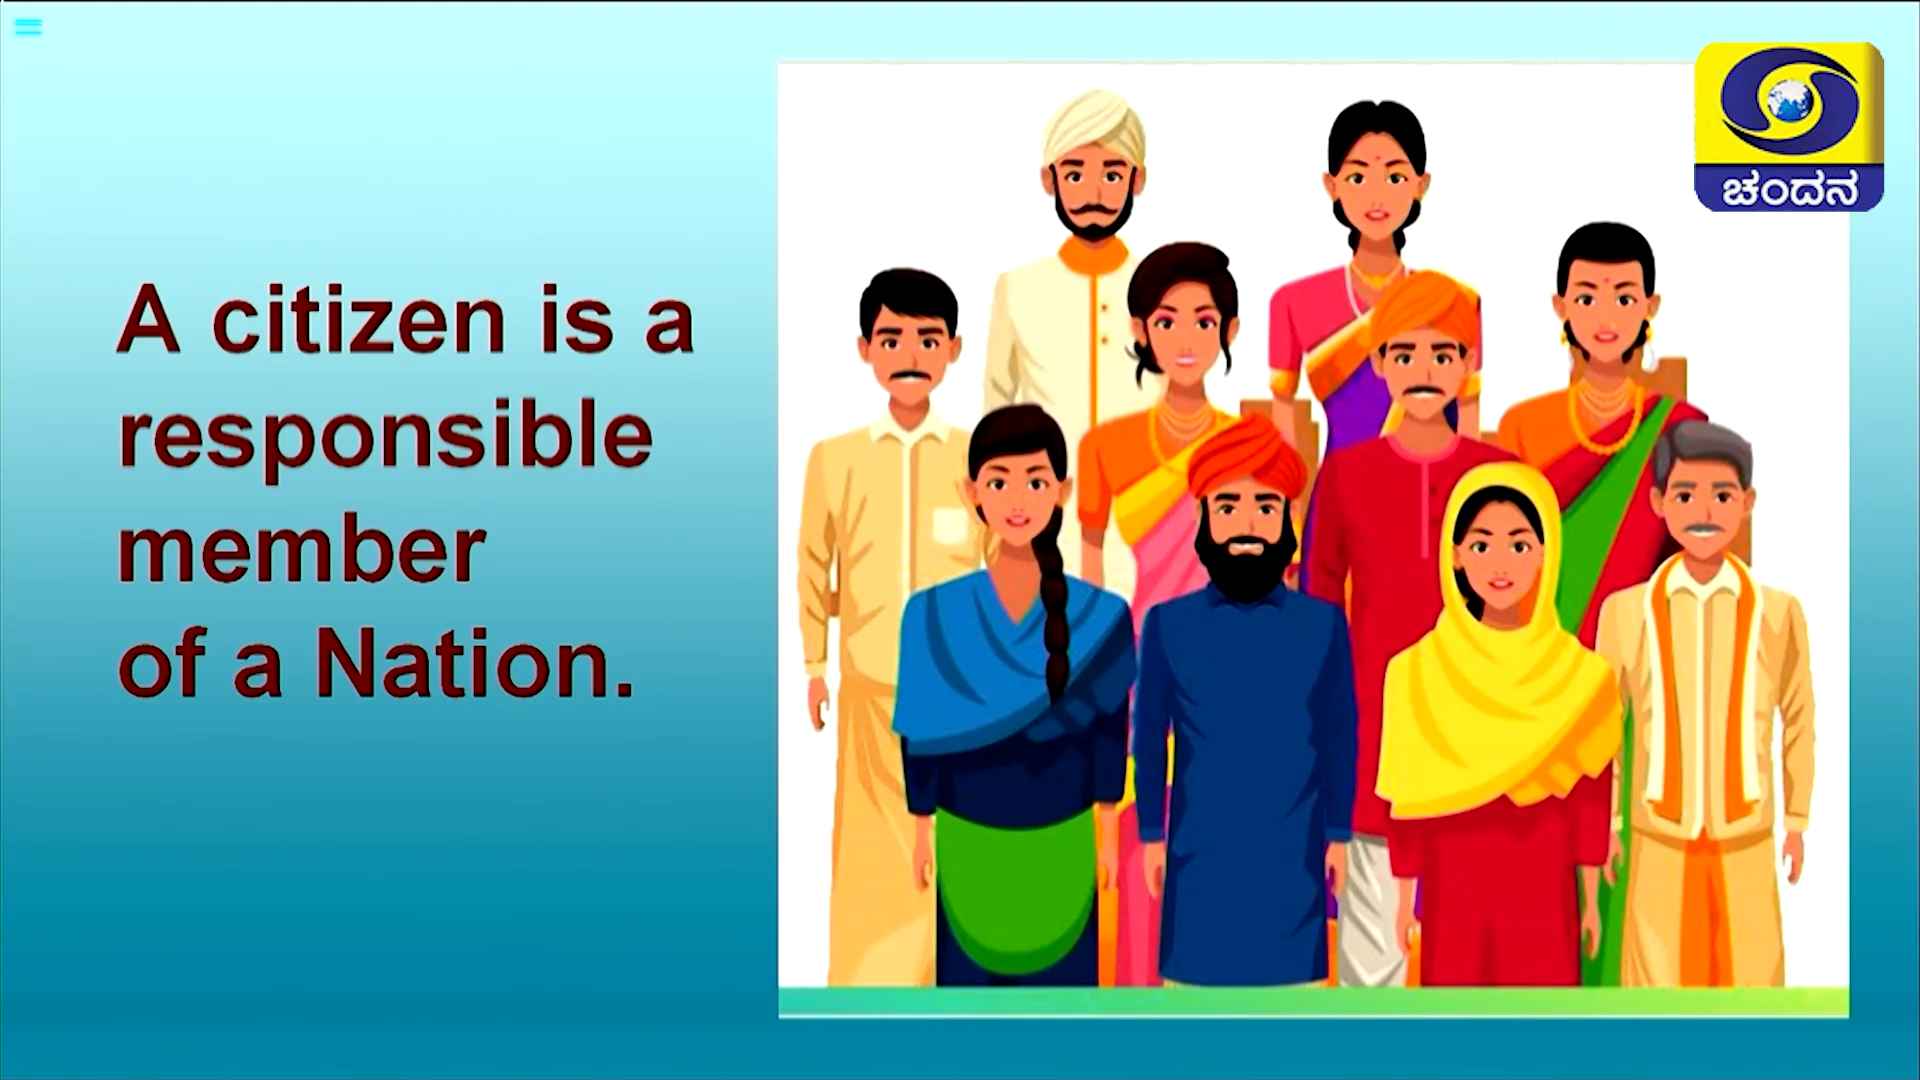 A citizen is a
responsible
member
of a Nation.
ಚಂದನ